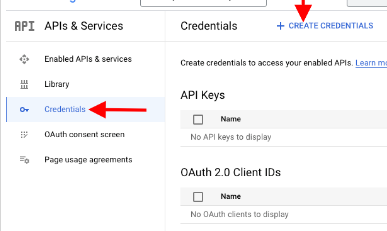 API APIs & Services
Enabled APIs & services
Library
Credentials
OAuth consent screen
Page usage agreements
Credentials
+ CREATE CREDENTIALS
Create credentials to access your enabled APIs. Learn mo
API Keys
Name
No API keys to display
OAuth 2.0 Client IDs
Name
No OAuth clients to display